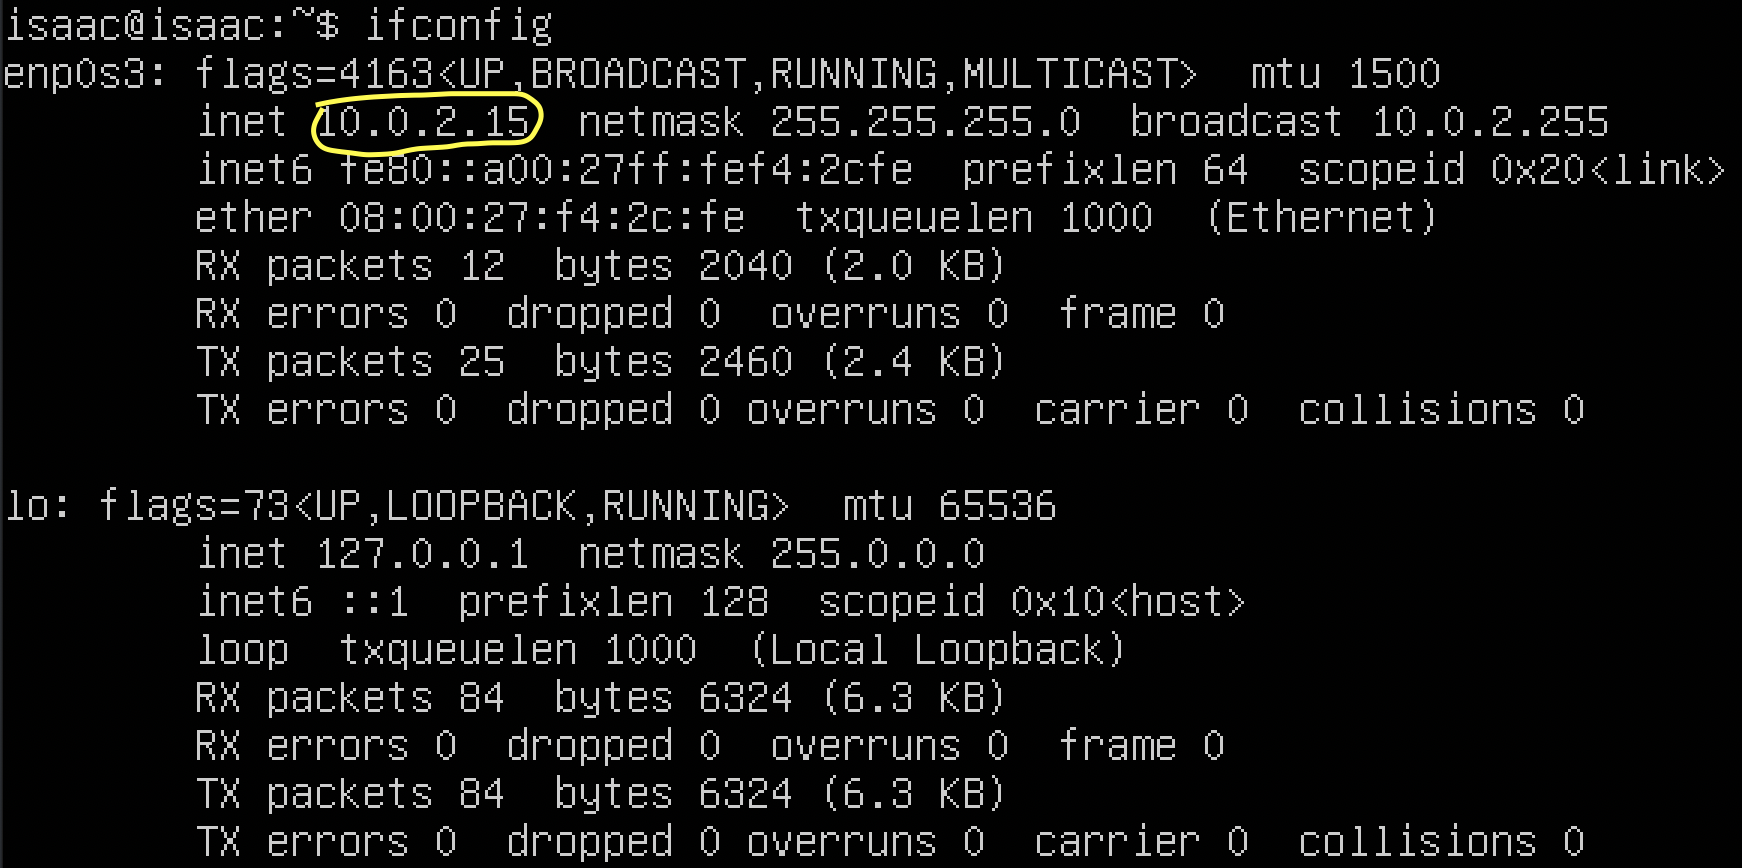 isaac@isaac:~$ ifconfig
enp0s3: flags=4163<UP,BROADCAST,RUNNING,MULTICAST>  mtu 1500
        inet 10.0.2.15  netmask 255.255.255.0  broadcast 10.0.2.255
        inet6 fe80::a00:27ff:fef4:2cfe  prefixlen 64  scopeid 0x20<link>
        ether 08:00:27:f4:2c:fe  txqueuelen 1000  (Ethernet)
        RX packets 12  bytes 2040 (2.0 KB)
        RX errors 0  dropped 0  overruns 0  frame 0
        TX packets 25  bytes 2460 (2.4 KB)
        TX errors 0  dropped 0 overruns 0  carrier 0  collisions 0

lo: flags=73<UP,LOOPBACK,RUNNING>  mtu 65536
        inet 127.0.0.1  netmask 255.0.0.0
        inet6 ::1  prefixlen 128  scopeid 0x10<host>
        loop  txqueuelen 1000  (Local Loopback)
        RX packets 84  bytes 6324 (6.3 KB)
        RX errors 0  dropped 0  overruns 0  frame 0
        TX packets 84  bytes 6324 (6.3 KB)
        TX errors 0  dropped 0 overruns 0  carrier 0  collisions 0